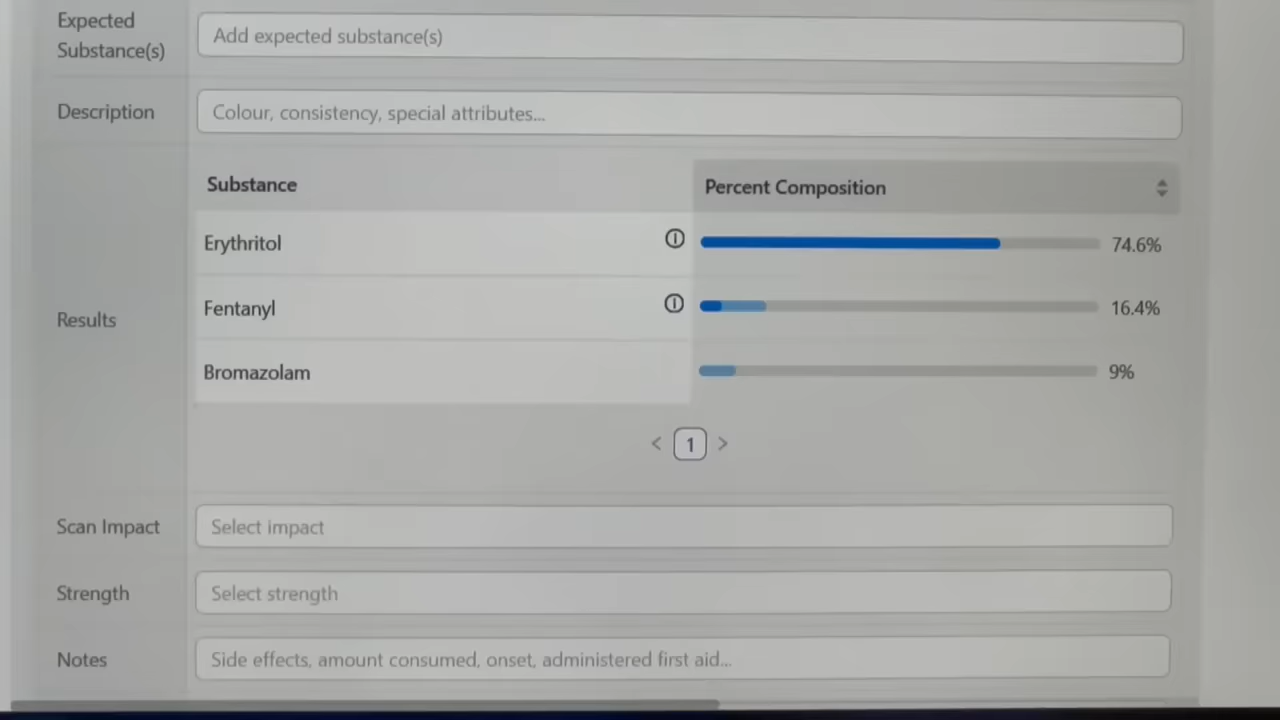 Expected
Substance(s)
Add expected substance(s)
Description
Colour, consistency, special attributes...
Results
Substance
Percent Composition
Erythritol
74.6%
Fentanyl
16.4%
Bromazolam
9%
< 1 >
Scan Impact
Select impact
Strength
Select strength
Notes
Side effects, amount consumed, onset, administered first aid...